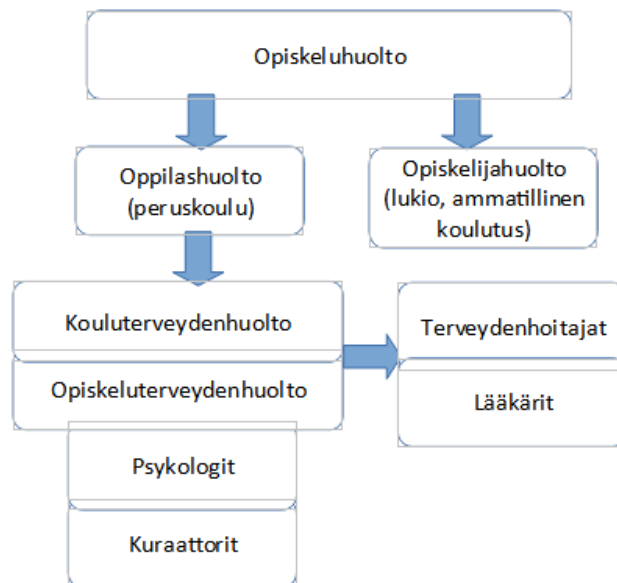 Opiskeluhuolto
Oppilashuolto
(peruskoulu)
Opiskelijahuolto
(lukio, ammatillinen
koulutus)
Kouluterveydenhuolto
Opiskeluterveydenhuolto
Terveydenhoitajat
Lääkärit
Psykologit
Kuraattorit